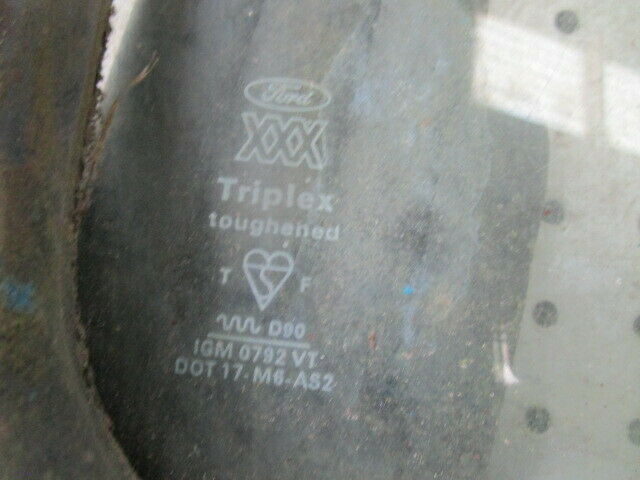 Ford
XXX
Triplex
toughened
T F
D90
IGM 0792 VT
DOT 17 M6-AS2